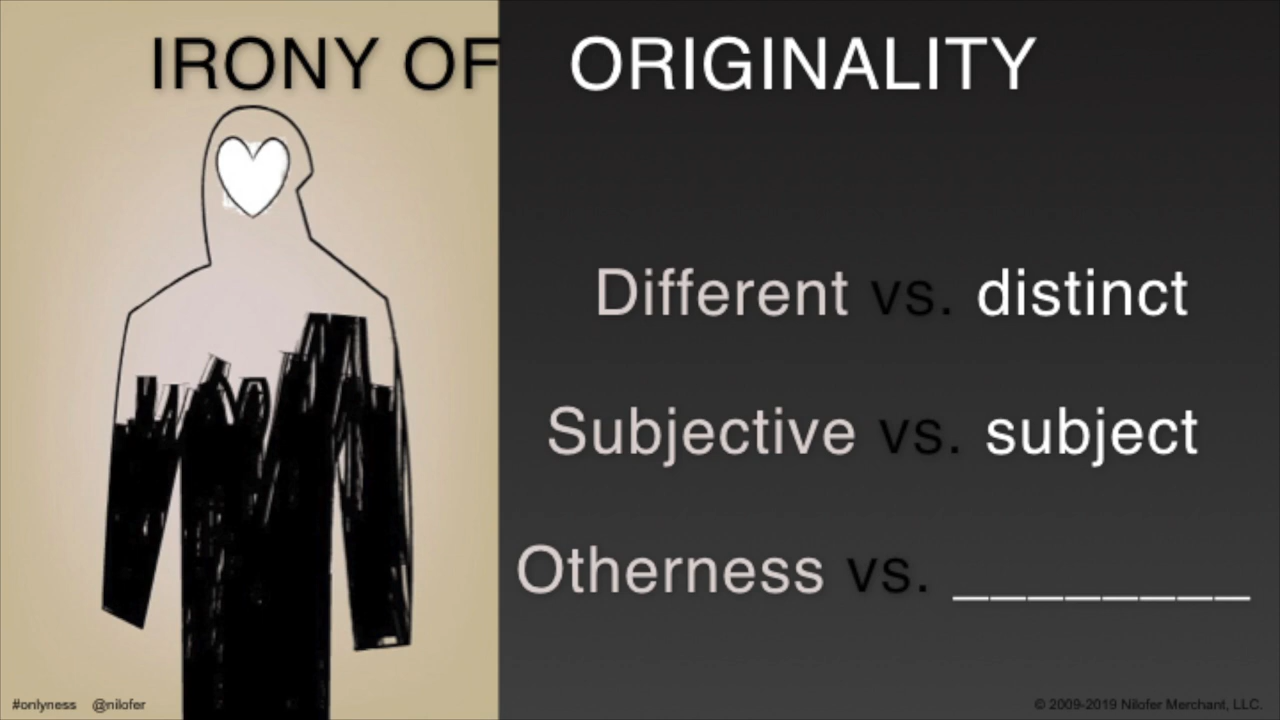 IRONY OF ORIGINALITY
Different vs. distinct
Subjective vs. subject
Otherness vs. _________
#onlyness @nilofer
© 2009-2019 Nilofer Merchant, LLC.